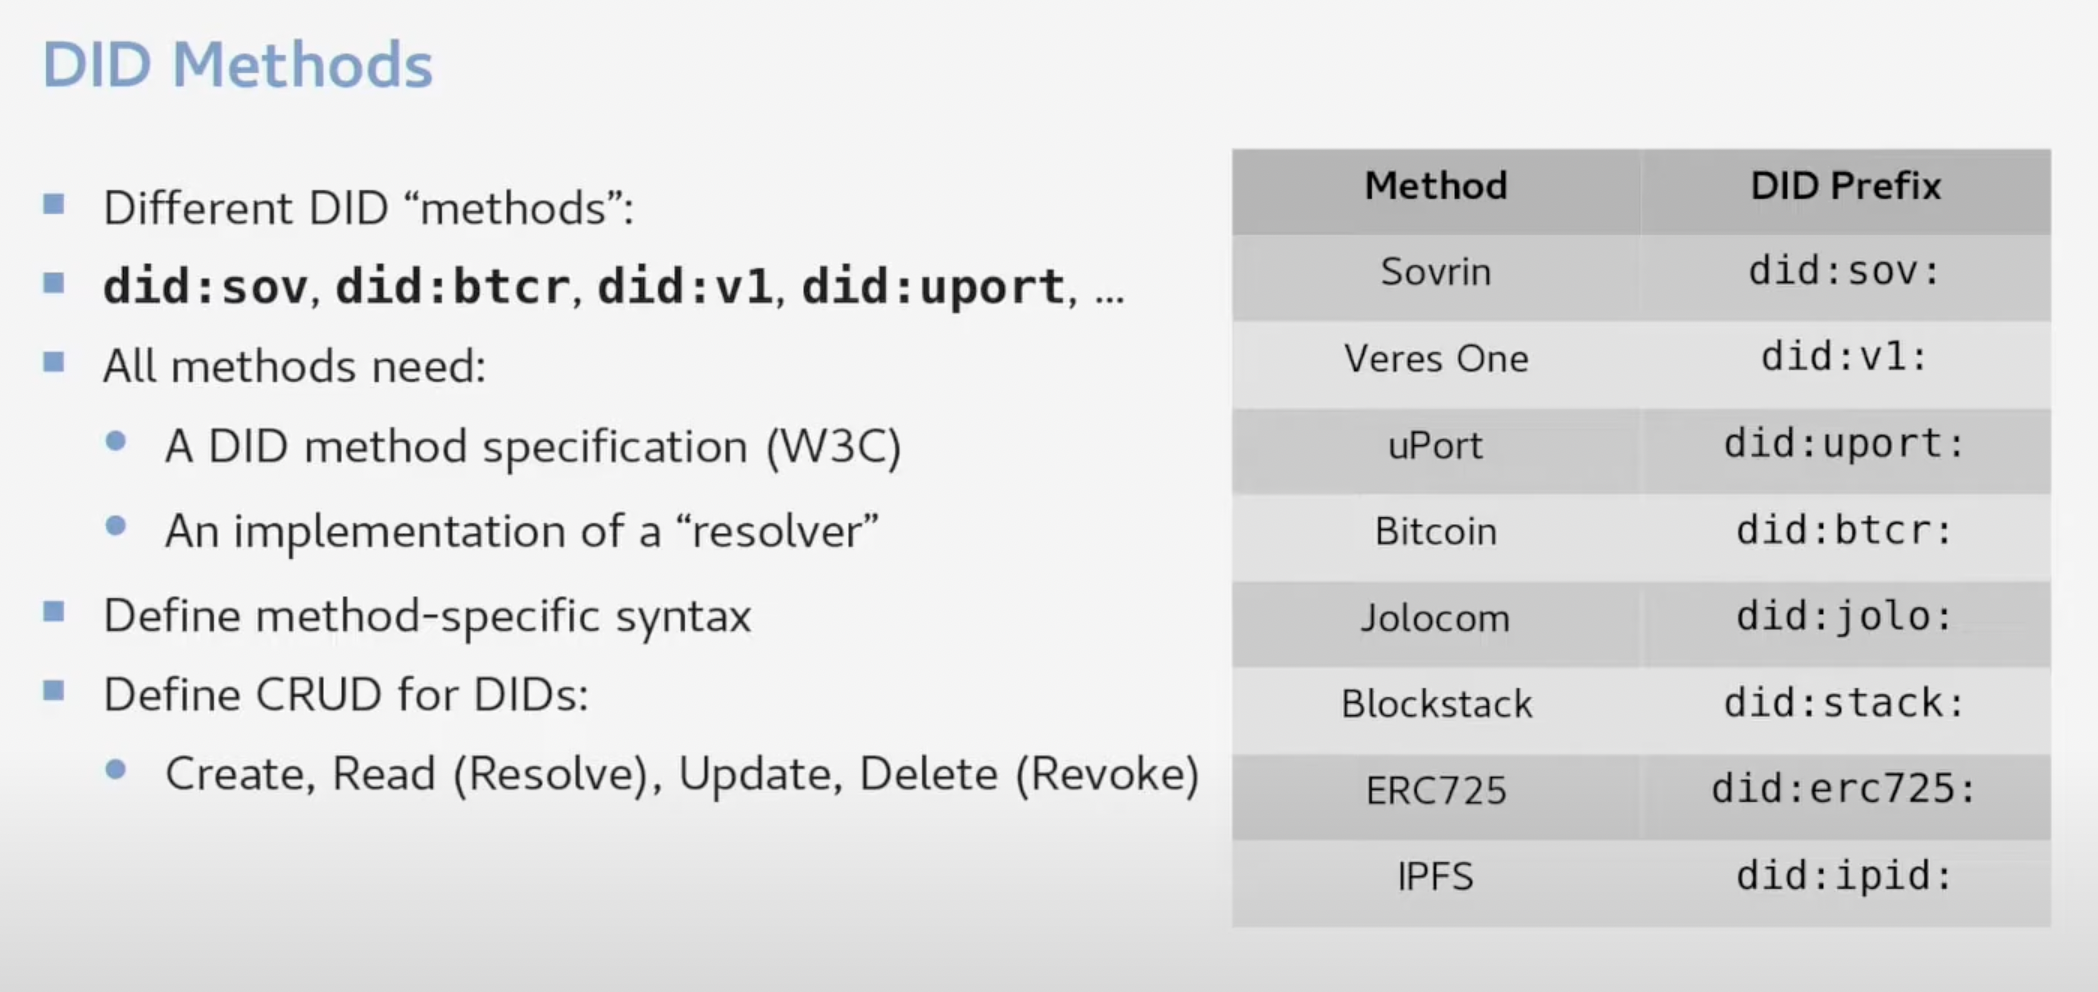 DID Methods
Different DID “methods”:
did:sov, did:btcr, did:v1, did:uport, ...
All methods need:
A DID method specification (W3C)
An implementation of a “resolver”
Define method-specific syntax
Define CRUD for DIDs:
Create, Read (Resolve), Update, Delete (Revoke)
Method DID Prefix
Sovrin did:sov:
Veres One did:v1:
uPort did:uport:
Bitcoin did:btcr:
Jolocom did:jolo:
Blockstack did:stack:
ERC725 did:erc725:
IPFS did:ipid: